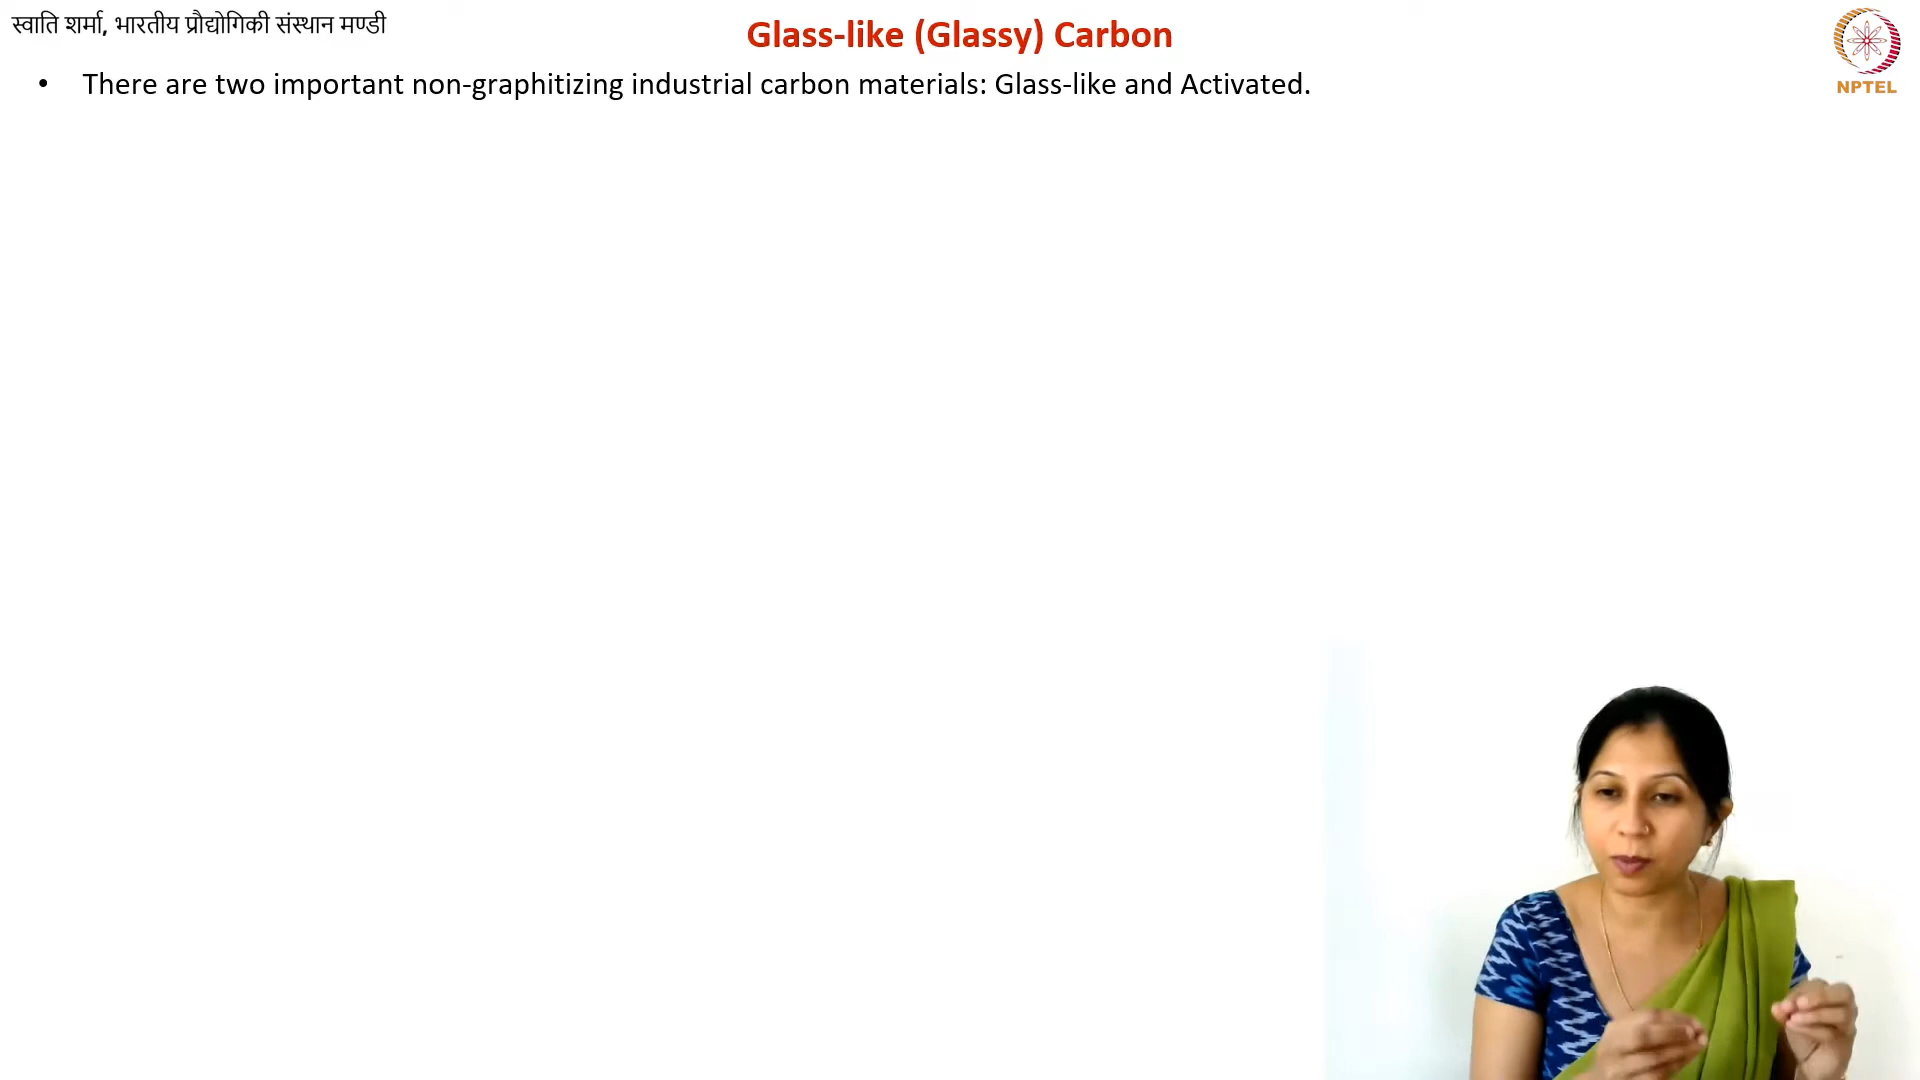 स्वाति शर्मा, भारतीय प्रौद्योगिकी संस्थान मण्डी
Glass-like (Glassy) Carbon
NPTEL
• There are two important non-graphitizing industrial carbon materials: Glass-like and Activated.